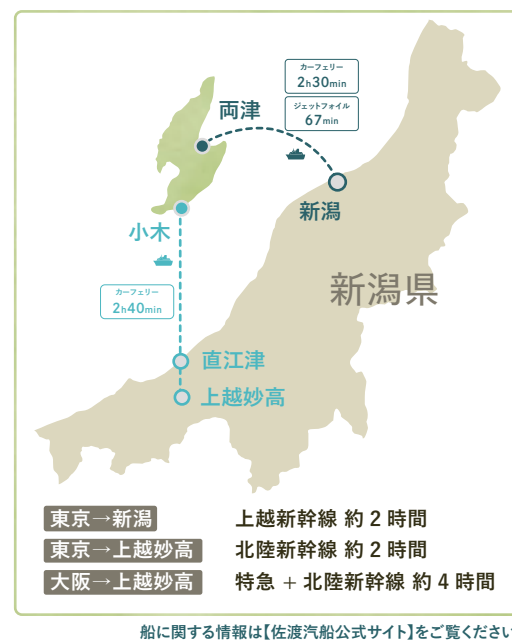 カーフェリー
2h30min
ジェットフォイル
67min
両津
新潟
小木
カーフェリー
2h40min
新潟県
直江津
上越妙高
東京→新潟 上越新幹線 約2時間
東京→上越妙高 北陸新幹線 約2時間
大阪→上越妙高 特急 + 北陸新幹線 約4時間
船に関する情報は【佐渡汽船公式サイト】をご覧ください